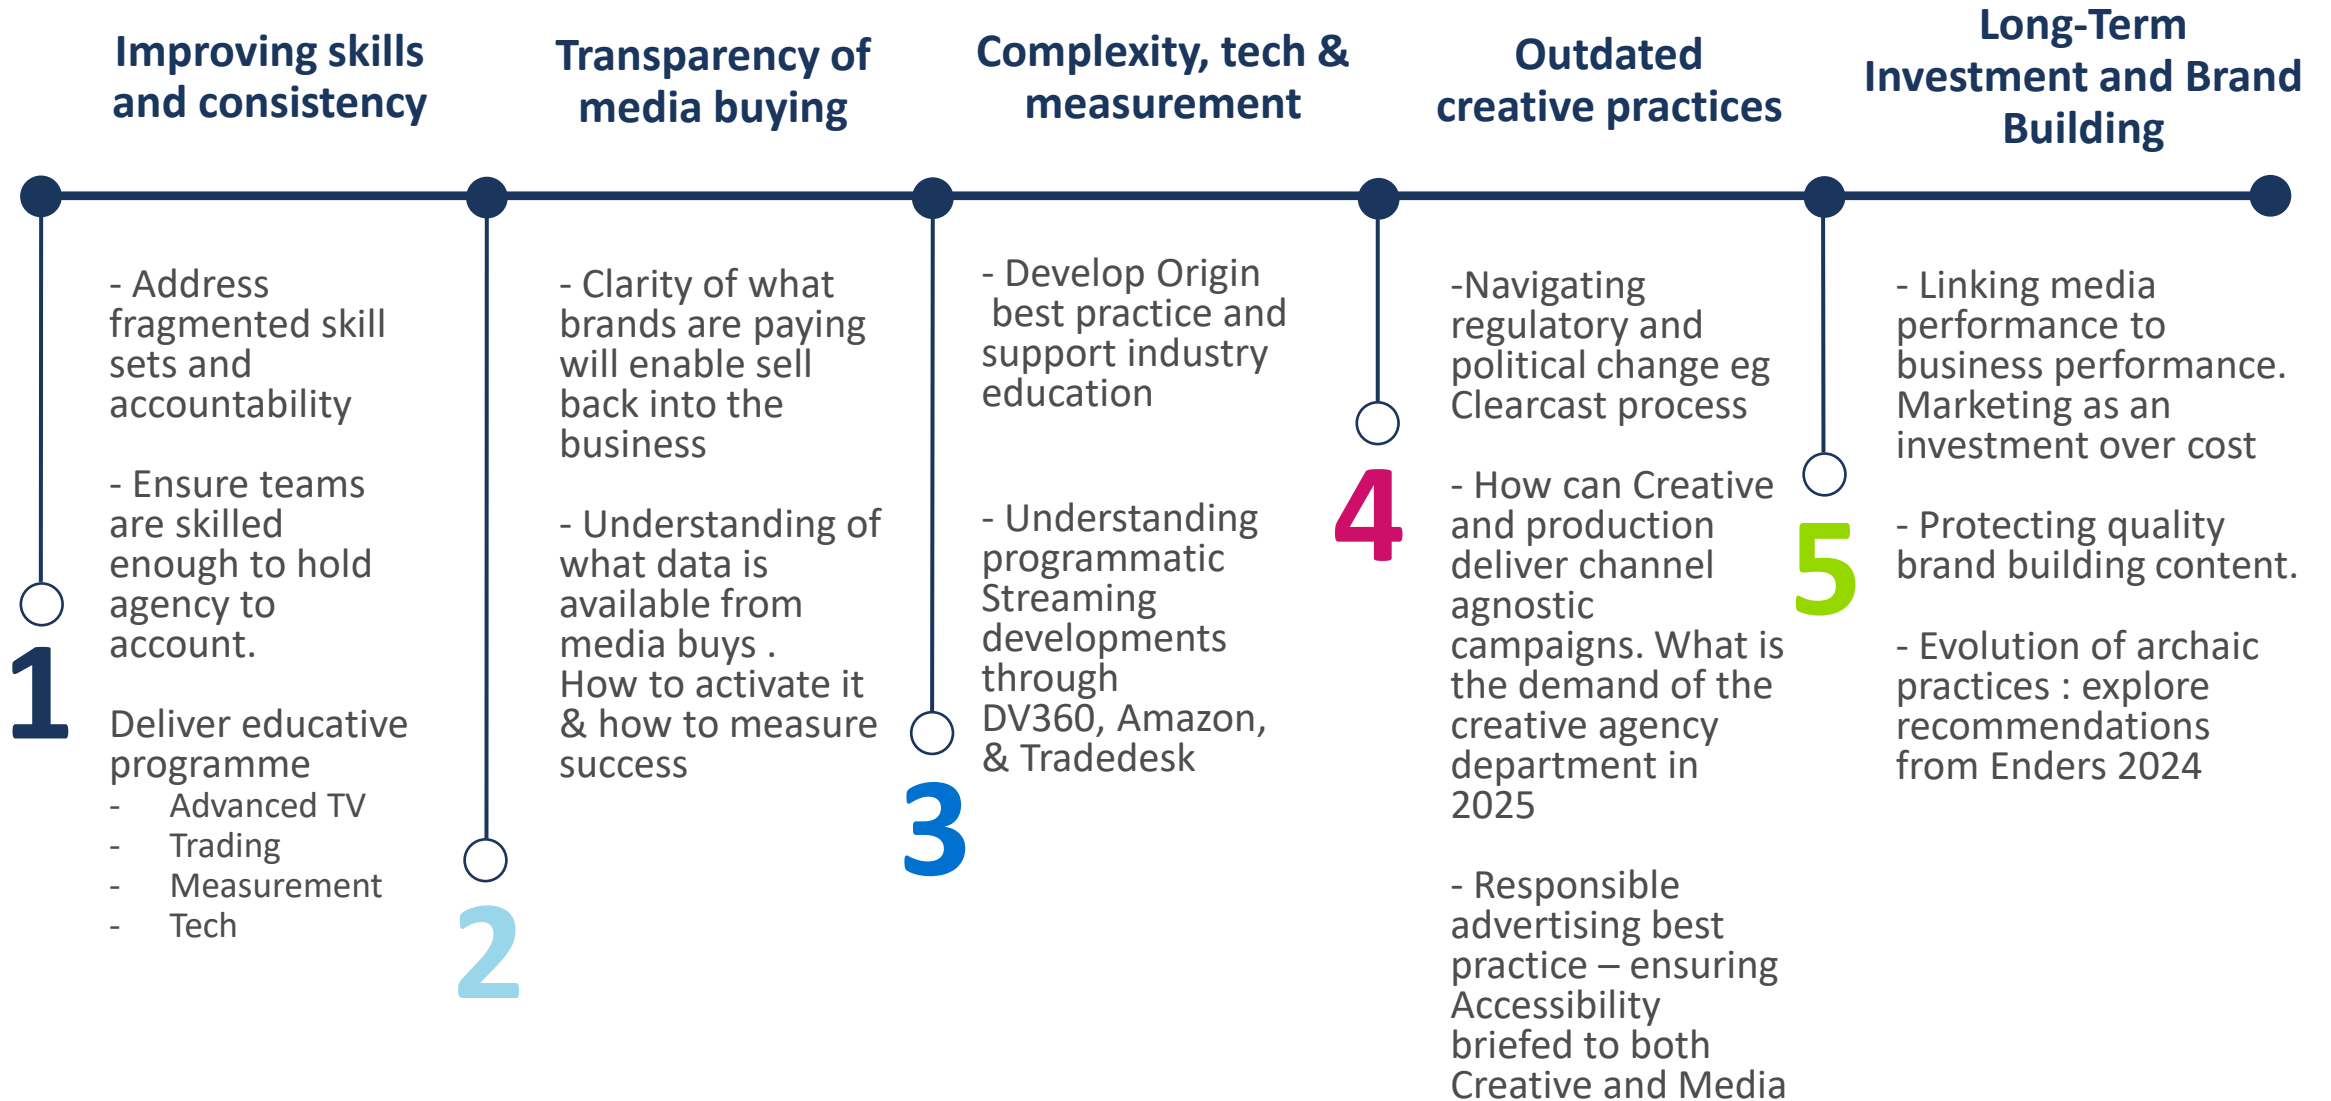 Improving skills
and consistency
- Address
fragmented skill
sets and
accountability
- Ensure teams
are skilled
enough to hold
agency to
account.
Deliver educative
programme
- Advanced TV
- Trading
- Measurement
- Tech
1
Transparency of
media buying
- Clarity of what
brands are paying
will enable sell
back into the
business
- Understanding of
what data is
available from
media buys .
How to activate it
& how to measure
success
2
Complexity, tech &
measurement
- Develop Origin
best practice and
support industry
education
- Understanding
programmatic
Streaming
developments
through
DV360, Amazon,
& Tradedesk
3
Outdated
creative practices
-Navigating
regulatory and
political change eg
Clearcast process
- How can Creative
and production
deliver channel
agnostic
campaigns. What is
the demand of the
creative agency
department in
2025
- Responsible
advertising best
practice – ensuring
Accessibility
briefed to both
Creative and Media
4
Long-Term
Investment and Brand
Building
- Linking media
performance to
business performance.
Marketing as an
investment over cost
- Protecting quality
brand building content.
- Evolution of archaic
practices : explore
recommendations
from Enders 2024
5